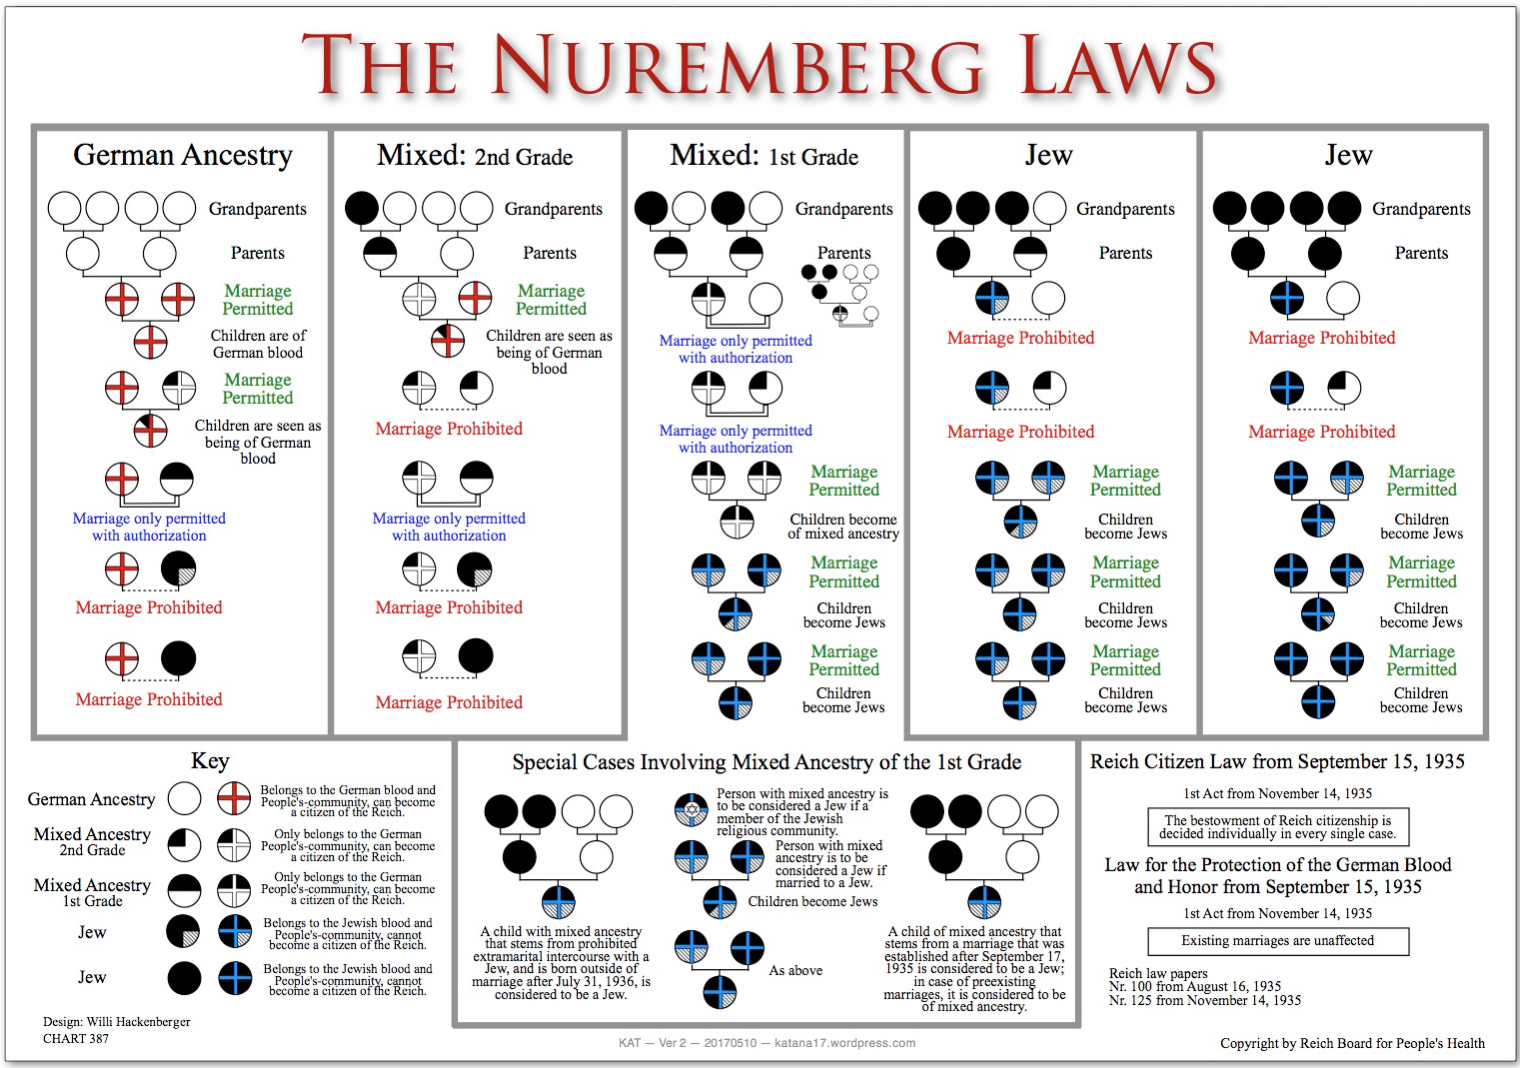 THE NUREMBERG LAWS
German Ancestry
Grandparents
Parents
Marriage
Permitted
Children are of
German blood
Marriage
Permitted
Children are seen as
being of German
blood
Marriage only permitted
with authorization
Marriage Prohibited
Marriage Prohibited
Mixed: 2nd Grade
Grandparents
Parents
Marriage
Permitted
Children are seen as
being of German
blood
Marriage Prohibited
Marriage only permitted
with authorization
Marriage Prohibited
Marriage Prohibited
Mixed: 1st Grade
Grandparents
Parents
Marriage only permitted
with authorization
Marriage only permitted
with authorization
Marriage
Permitted
Children become
of mixed ancestry
Marriage
Permitted
Children
become Jews
Marriage
Permitted
Children
become Jews
Jew
Grandparents
Parents
Marriage Prohibited
Marriage Prohibited
Marriage
Permitted
Children
become Jews
Marriage
Permitted
Children
become Jews
Marriage
Permitted
Children
become Jews
Jew
Grandparents
Parents
Marriage Prohibited
Marriage Prohibited
Marriage
Permitted
Children
become Jews
Marriage
Permitted
Children
become Jews
Marriage
Permitted
Children
become Jews
Key
German Ancestry
Belongs to the German blood and
People's-community, can become
a citizen of the Reich.
Mixed Ancestry
2nd Grade
Only belongs to the German
People's-community, can become
a citizen of the Reich.
Mixed Ancestry
1st Grade
Only belongs to the German
People's-community, can become
a citizen of the Reich.
Jew
Belongs to the Jewish blood and
People's-community, cannot
become a citizen of the Reich.
Jew
Belongs to the Jewish blood and
People's-community, cannot
become a citizen of the Reich.
Design: Willi Hackenberger
CHART 387
Special Cases Involving Mixed Ancestry of the 1st Grade
A child with mixed ancestry
that stems from prohibited
extramarital intercourse with a
Jew, and is born outside of
marriage after July 31, 1936, is
considered to be a Jew.
Person with mixed ancestry is
to be considered a Jew if a
member of the Jewish
religious community.
Person with mixed
ancestry is to be
considered a Jew if
married to a Jew.
Children become Jews
As above
A child of mixed ancestry that
stems from a marriage that was
established after September 17,
1935 is considered to be a Jew;
in case of preexisting
marriages, it is considered to be
of mixed ancestry.
Reich Citizen Law from September 15, 1935
1st Act from November 14, 1935
The bestowment of Reich citizenship is
decided individually in every single case.
Law for the Protection of the German Blood
and Honor from September 15, 1935
1st Act from November 14, 1935
Existing marriages are unaffected
Reich law papers
Nr. 100 from August 16, 1935
Nr. 125 from November 14, 1935
KAT — Ver 2 — 20170510 — katana17.wordpress.com
Copyright by Reich Board for People's Health